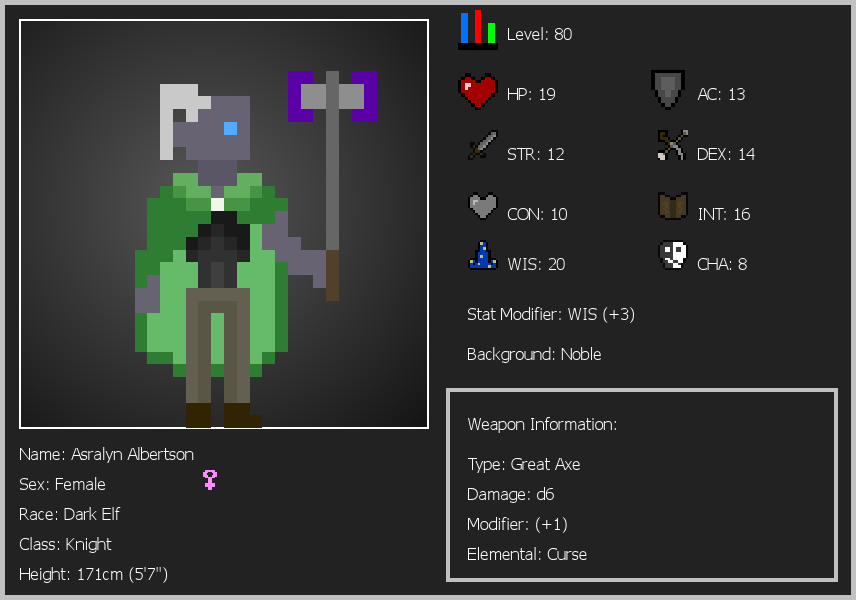 Level: 80
HP: 19
AC: 13
STR: 12
DEX: 14
CON: 10
INT: 16
WIS: 20
CHA: 8
Stat Modifier: WIS (+3)
Background: Noble
Weapon Information:
Type: Great Axe
Damage: d6
Modifier: (+1)
Elemental: Curse
Name: Asralyn Albertson
Sex: Female
Race: Dark Elf
Class: Knight
Height: 171cm (5'7")